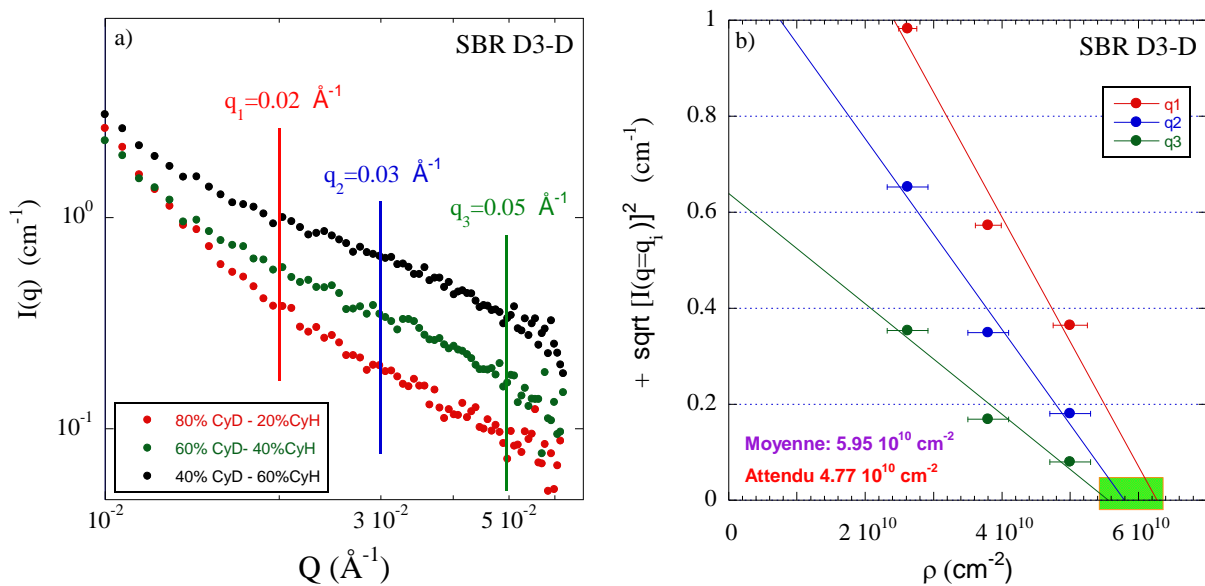 a)
SBR D3-D
q1=0.02 Å-1
q2=0.03 Å-1
q3=0.05 Å-1
I(q) (cm-1)
10^0
10^-1
80% CyD - 20%CyH
60% CyD- 40%CyH
40% CyD - 60%CyH
10^-2
3 10^-2
5 10^-2
Q (Å-1)
b)
SBR D3-D
+ sqrt [I(q=qi)]² (cm-1)
1
0.8
0.6
0.4
0.2
0
q1
q2
q3
Moyenne: 5.95 10^10 cm-2
Attendu 4.77 10^10 cm-2
0
2 10^10
4 10^10
6 10^10
ρ (cm-2)